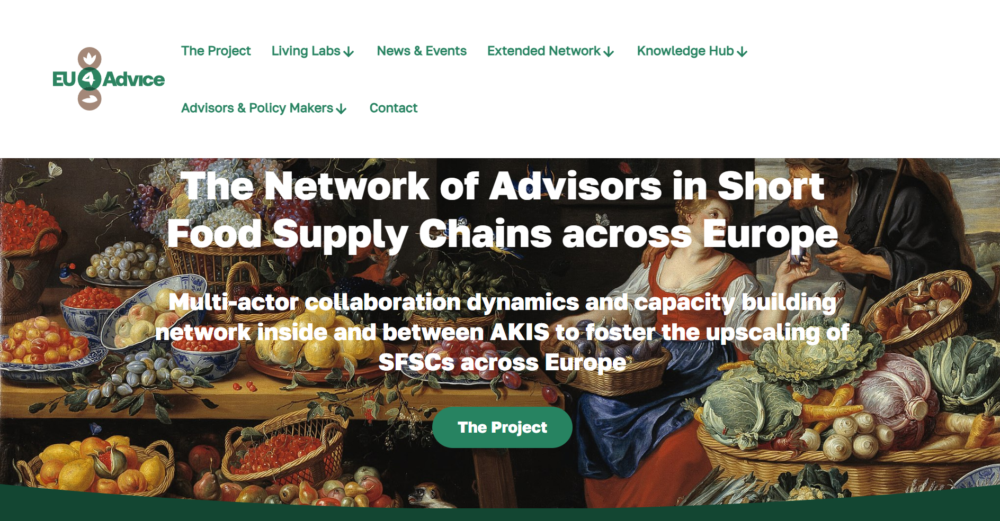 EU4Advice
The Project
Living Labs
News & Events
Extended Network
Knowledge Hub
Advisors & Policy Makers
Contact
The Network of Advisors in Short
Food Supply Chains across Europe
Multi-actor collaboration dynamics and capacity building
network inside and between AKIS to foster the upscaling of
SFSCs across Europe
The Project